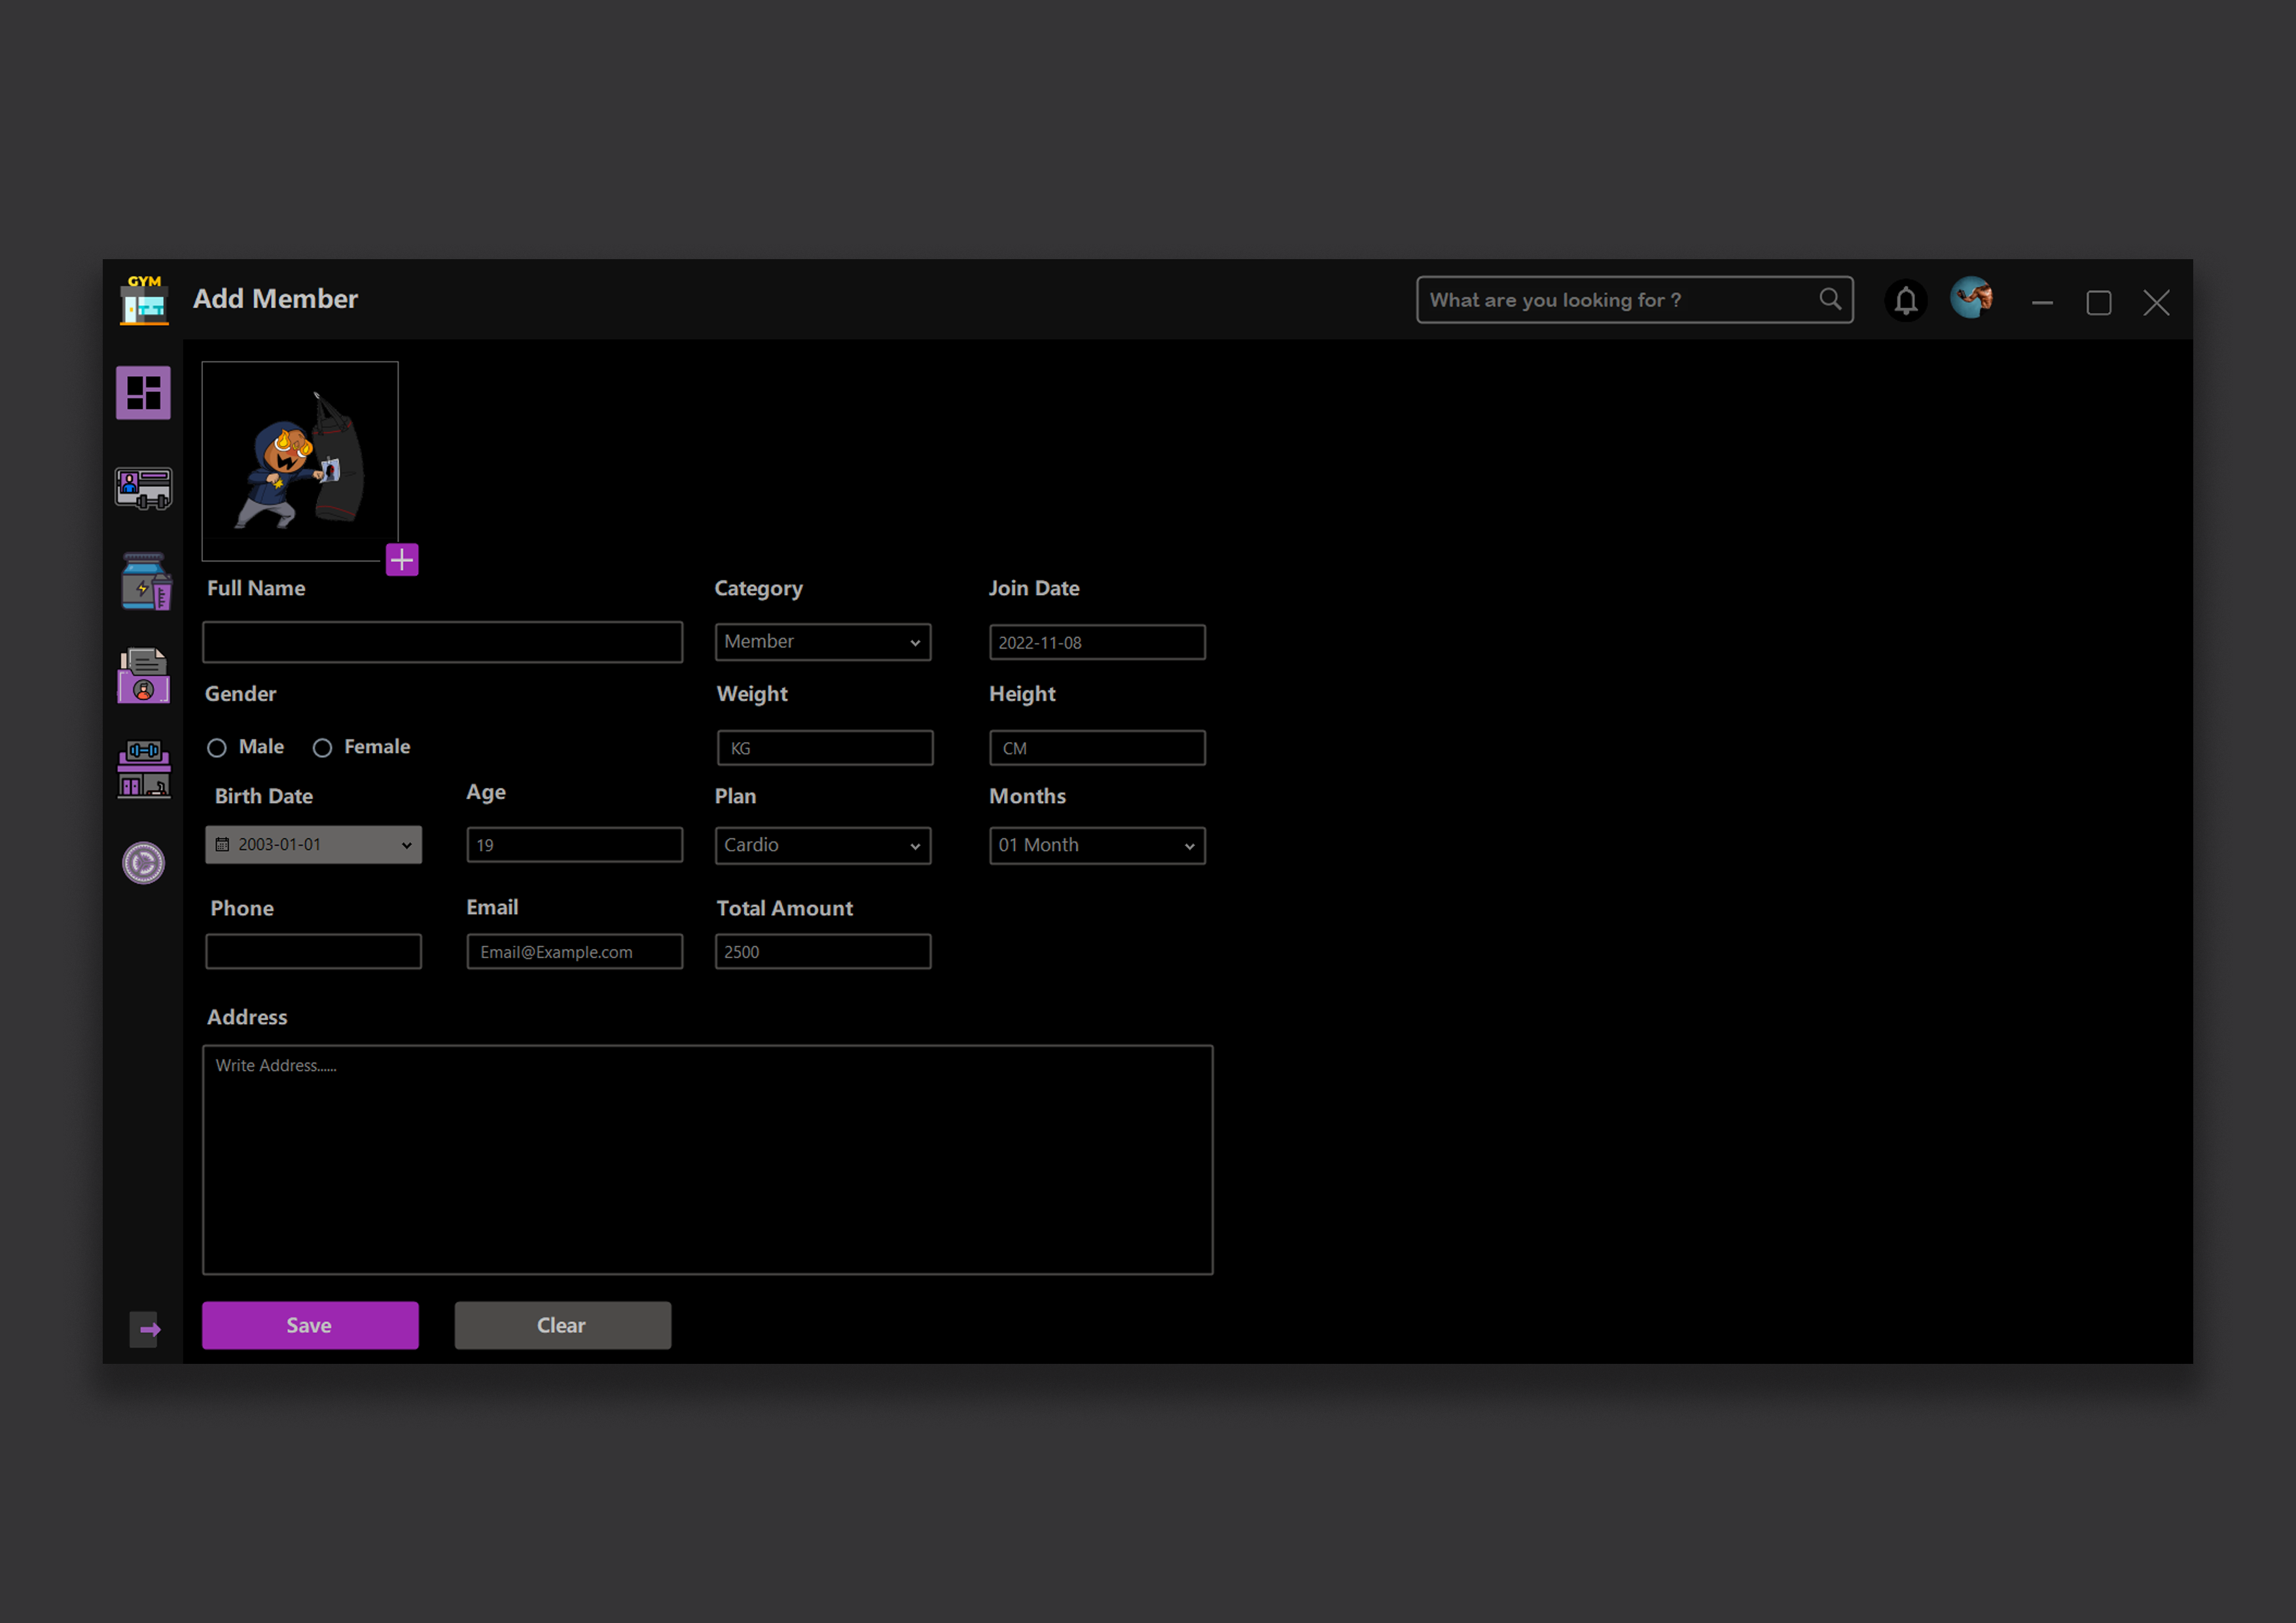 GYM
Add Member
What are you looking for ?
Full Name
Category
Join Date
Member
2022-11-08
Gender
Weight
Height
Male
Female
KG
CM
Birth Date
Age
Plan
Months
2003-01-01
19
Cardio
01 Month
Phone
Email
Total Amount
Email@Example.com
2500
Address
Write Address......
Save
Clear